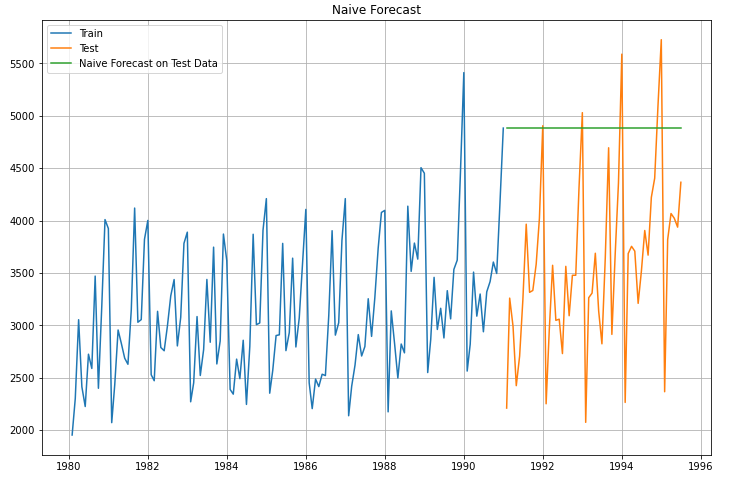 Naive Forecast
Train
Test
Naive Forecast on Test Data
5500
5000
4500
4000
3500
3000
2500
2000
1980 1982 1984 1986 1988 1990 1992 1994 1996